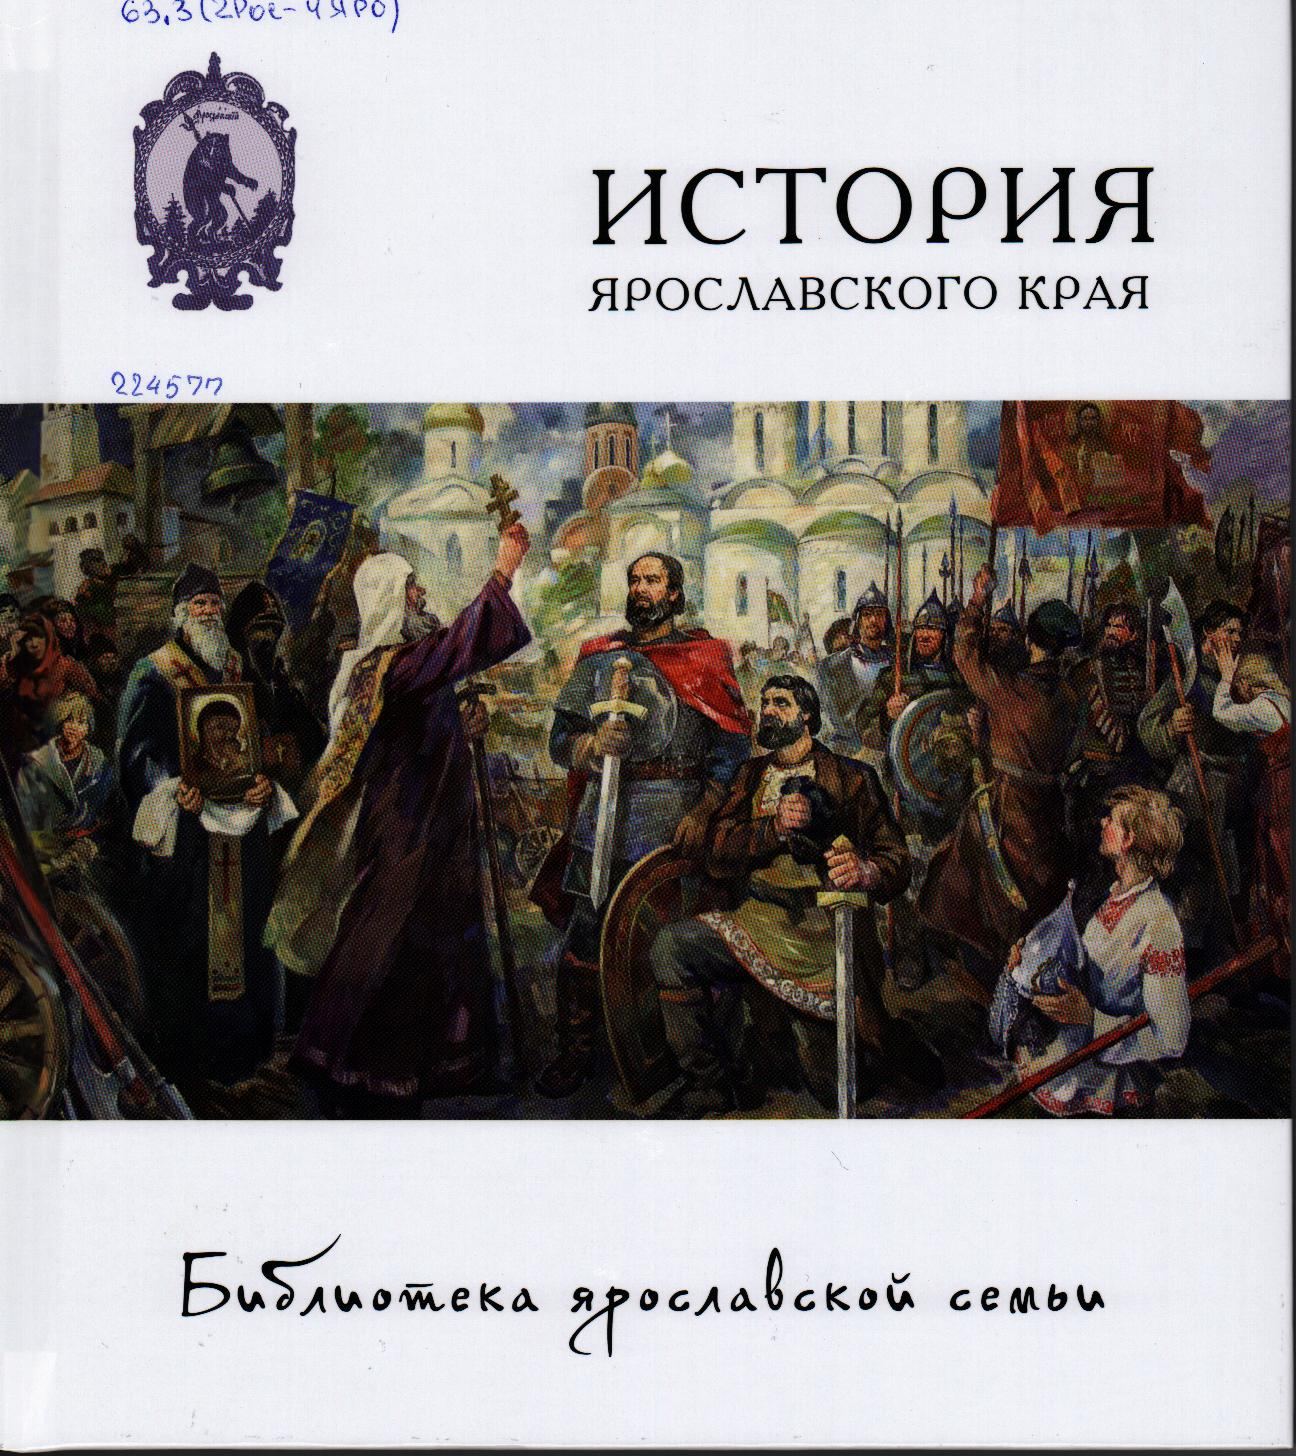 63.3(2Рос-4ЯРО)
ИСТОРИЯ
ЯРОСЛАВСКОГО КРАЯ
224577
Библиотека ярославской семьи